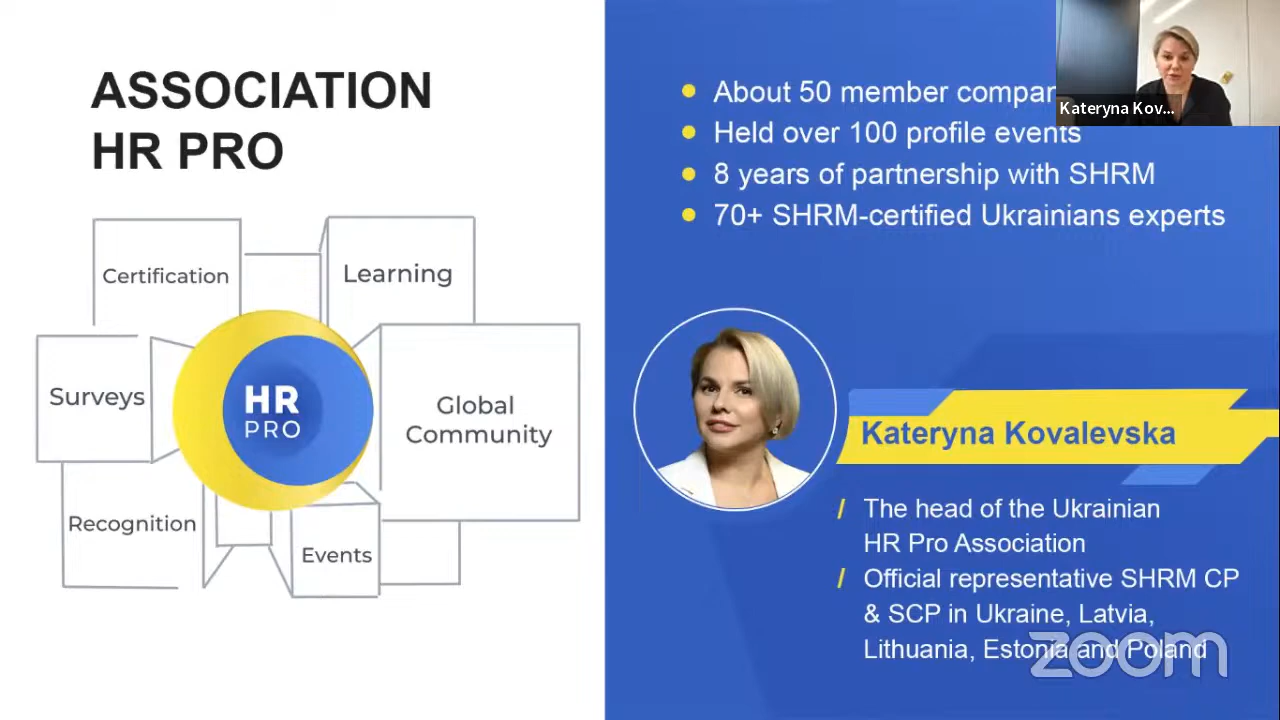 ASSOCIATION
HR PRO
Certification
Learning
Surveys
HR
PRO
Global
Community
Recognition
Events
About 50 member compar
Held over 100 profile events
8 years of partnership with SHRM
70+ SHRM-certified Ukrainians experts
Kateryna Kov...
Kateryna Kovalevska
/ The head of the Ukrainian
HR Pro Association
/ Official representative SHRM CP
& SCP in Ukraine, Latvia,
Lithuania, Estonia and Poland
zoom